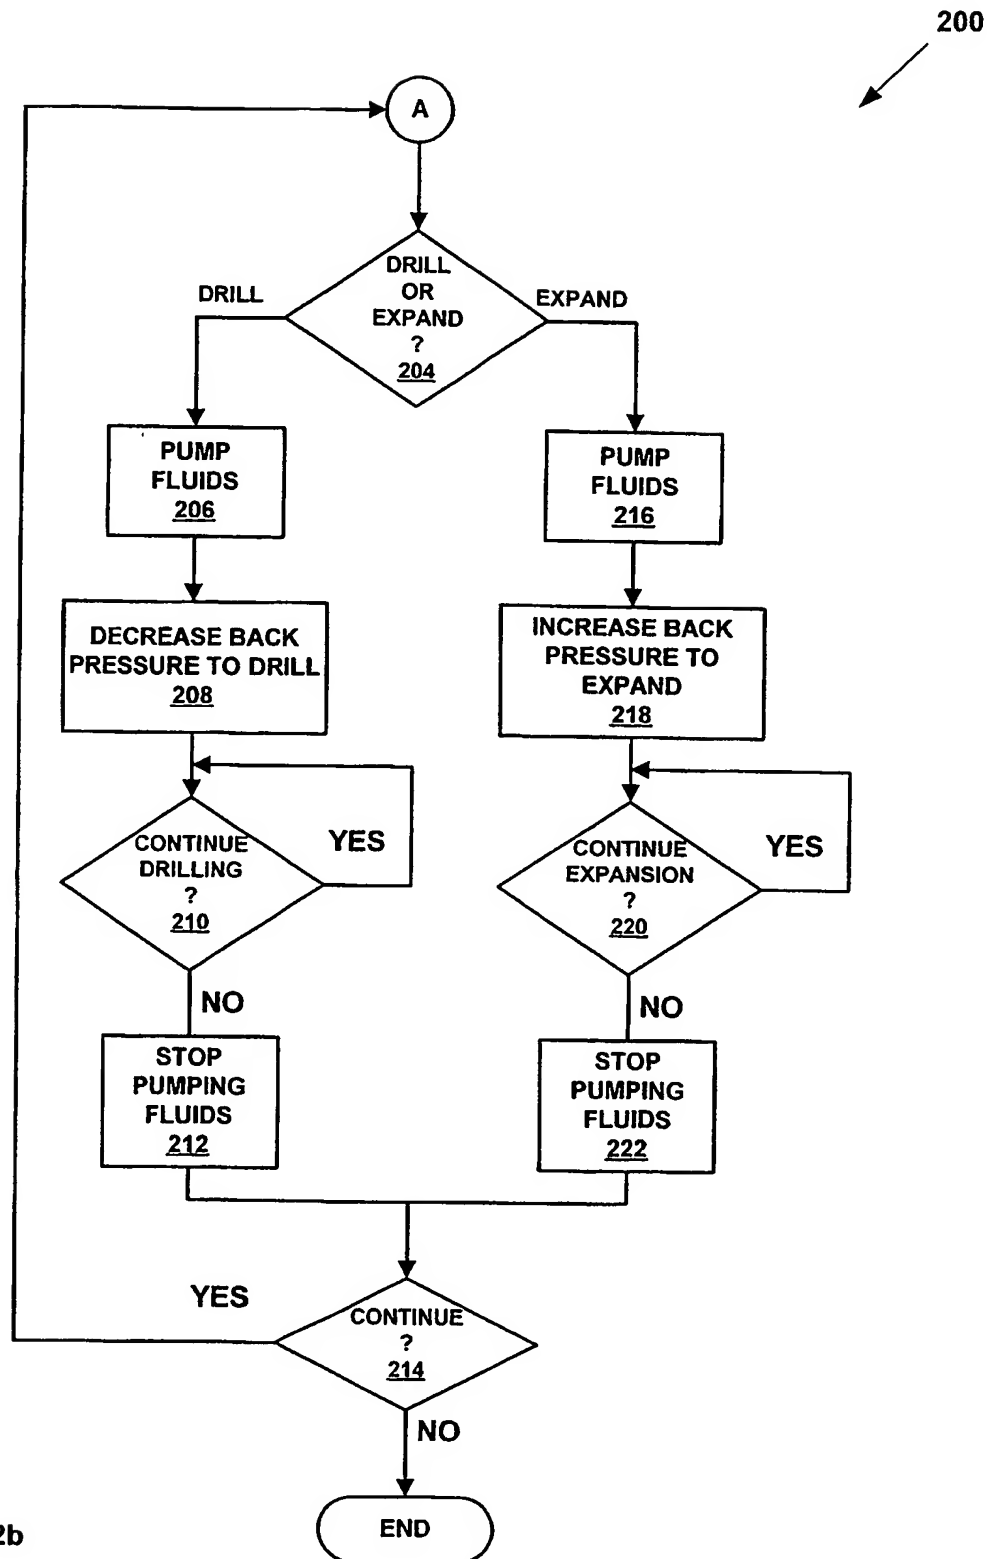 200
A
DRILL
OR
EXPAND
?
204
DRILL
EXPAND
PUMP
FLUIDS
206
PUMP
FLUIDS
216
DECREASE BACK
PRESSURE TO DRILL
208
INCREASE BACK
PRESSURE TO
EXPAND
218
CONTINUE
DRILLING
?
210
YES
CONTINUE
EXPANSION
?
220
YES
NO
NO
STOP
PUMPING
FLUIDS
212
STOP
PUMPING
FLUIDS
222
YES
CONTINUE
?
214
NO
END
2b